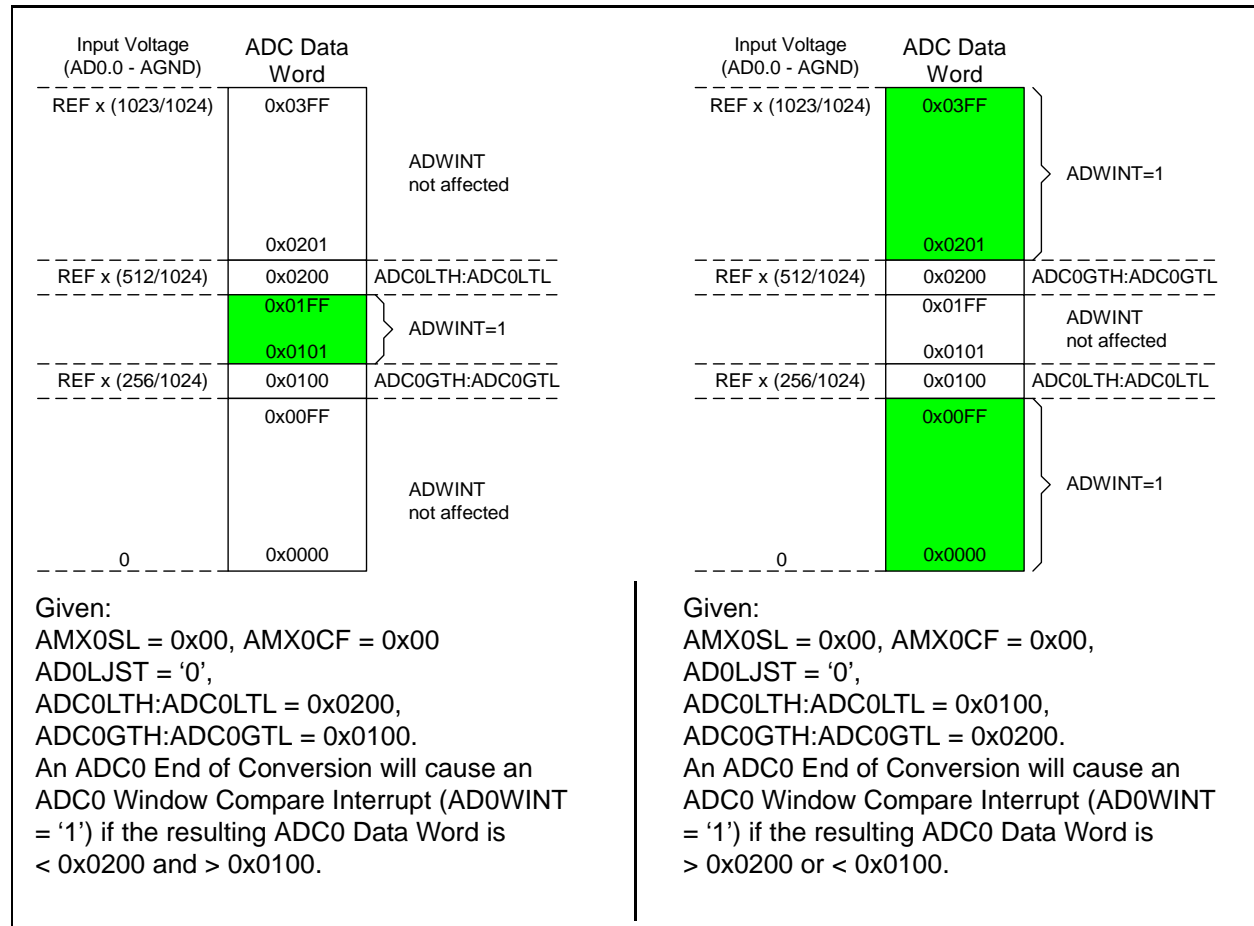 Input Voltage
(AD0.0 - AGND)
ADC Data
Word
REF x (1023/1024)
0x03FF
ADWINT
not affected
0x0201
REF x (512/1024)
0x0200
ADC0LTH:ADC0LTL
0x01FF
ADWINT=1
0x0101
REF x (256/1024)
0x0100
ADC0GTH:ADC0GTL
0x00FF
ADWINT
not affected
0
0x0000
Given:
AMX0SL = 0x00, AMX0CF = 0x00
AD0LJST = ‘0’,
ADC0LTH:ADC0LTL = 0x0200,
ADC0GTH:ADC0GTL = 0x0100.
An ADC0 End of Conversion will cause an
ADC0 Window Compare Interrupt (AD0WINT
= ‘1’) if the resulting ADC0 Data Word is
< 0x0200 and > 0x0100.
Input Voltage
(AD0.0 - AGND)
ADC Data
Word
REF x (1023/1024)
0x03FF
ADWINT=1
0x0201
REF x (512/1024)
0x0200
ADC0GTH:ADC0GTL
0x01FF
ADWINT
not affected
0x0101
REF x (256/1024)
0x0100
ADC0LTH:ADC0LTL
0x00FF
ADWINT=1
0
0x0000
Given:
AMX0SL = 0x00, AMX0CF = 0x00,
AD0LJST = ‘0’,
ADC0LTH:ADC0LTL = 0x0100,
ADC0GTH:ADC0GTL = 0x0200.
An ADC0 End of Conversion will cause an
ADC0 Window Compare Interrupt (AD0WINT
= ‘1’) if the resulting ADC0 Data Word is
> 0x0200 or < 0x0100.